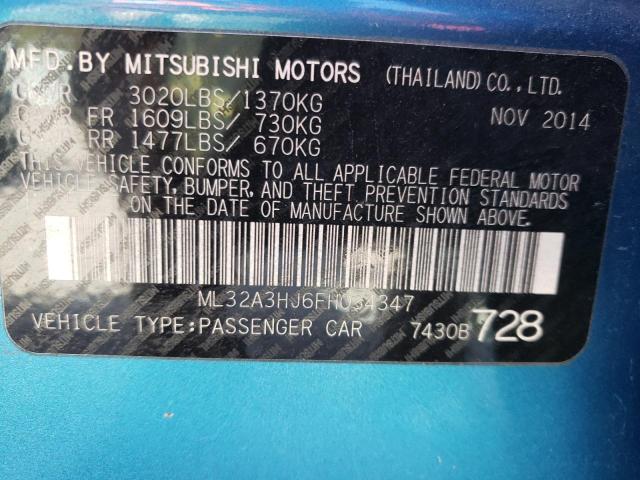 MFD. BY MITSUBISHI MOTORS (THAILAND) CO., LTD.
3020LBS/1370KG NOV 2014
FR 1609LBS/ 730KG
RR 1477LBS/ 670KG
THIS VEHICLE CONFORMS TO ALL APPLICABLE FEDERAL MOTOR
VEHICLE SAFETY, BUMPER, AND THEFT PREVENTION STANDARDS
ON THE DATE OF MANUFACTURE SHOWN ABOVE.
VEHICLE TYPE:PASSENGER CAR 7430B 728